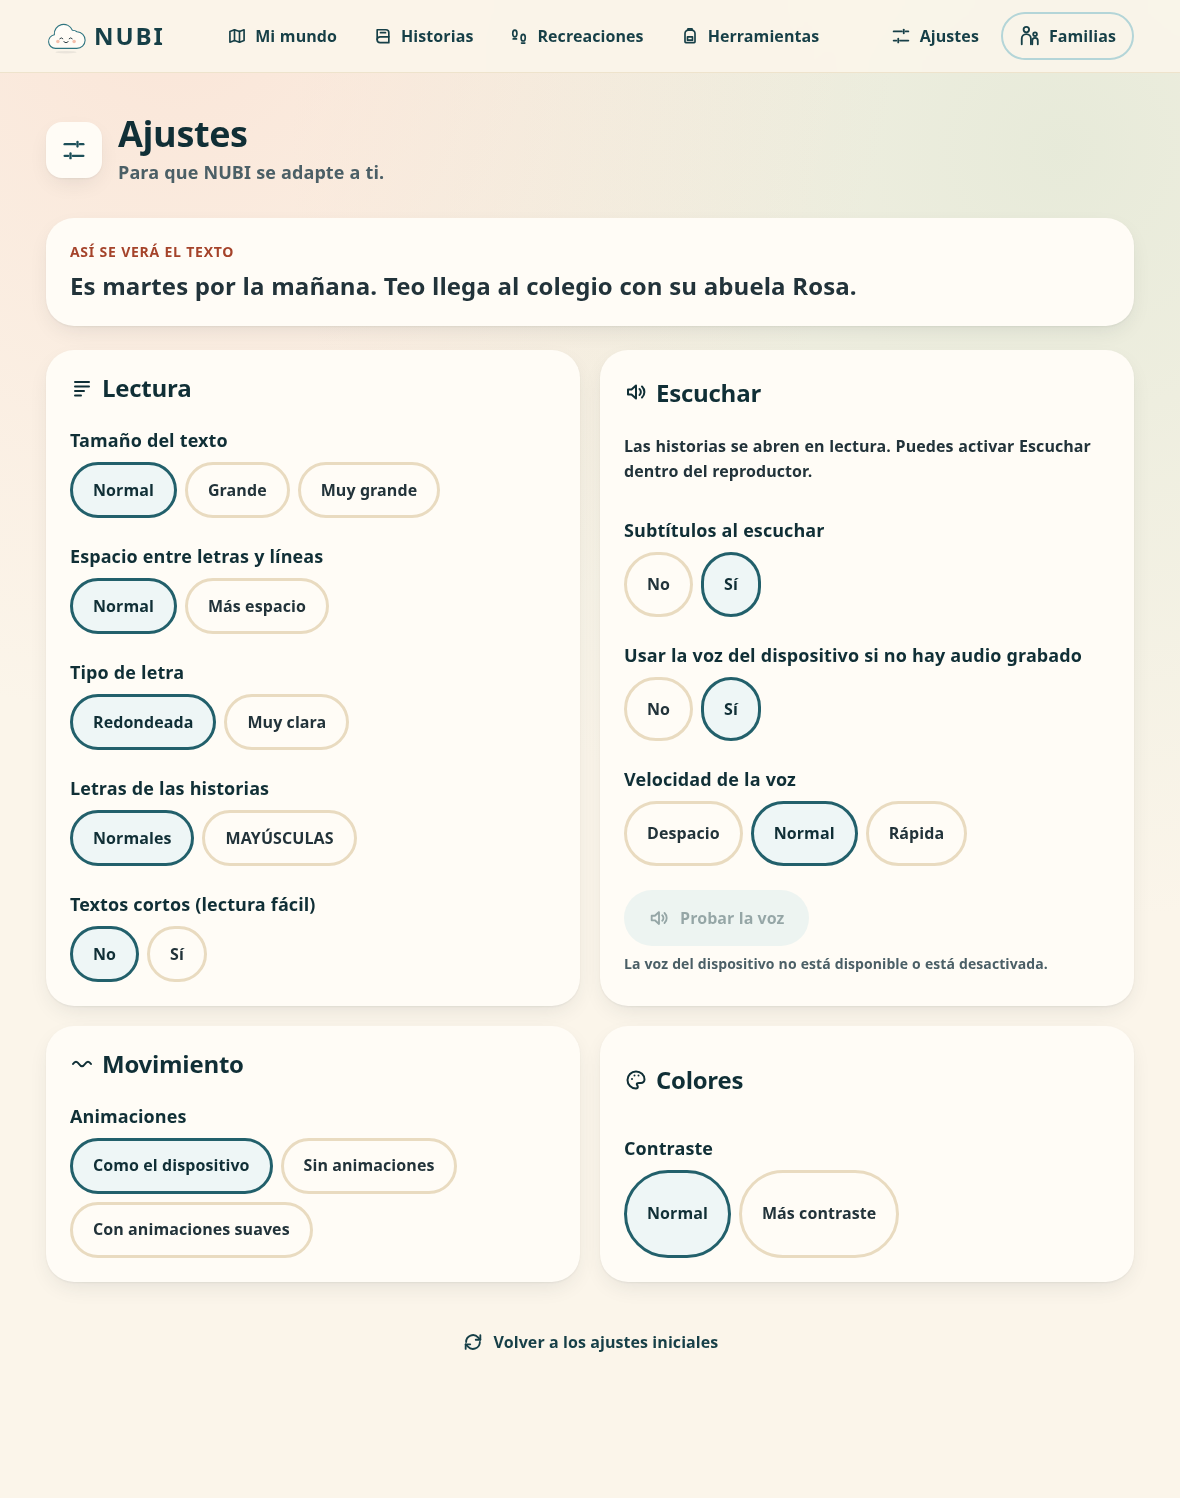 NUBI
Mi mundo
Historias
Recreaciones
Herramientas
Ajustes
Familias
Ajustes
Para que NUBI se adapte a ti.
ASÍ SE VERÁ EL TEXTO
Es martes por la mañana. Teo llega al colegio con su abuela Rosa.
Lectura
Tamaño del texto
Normal
Grande
Muy grande
Espacio entre letras y líneas
Normal
Más espacio
Tipo de letra
Redondeada
Muy clara
Letras de las historias
Normales
MAYÚSCULAS
Textos cortos (lectura fácil)
No
Sí
Escuchar
Las historias se abren en lectura. Puedes activar Escuchar
dentro del reproductor.
Subtítulos al escuchar
No
Sí
Usar la voz del dispositivo si no hay audio grabado
No
Sí
Velocidad de la voz
Despacio
Normal
Rápida
Probar la voz
La voz del dispositivo no está disponible o está desactivada.
Movimiento
Animaciones
Como el dispositivo
Sin animaciones
Con animaciones suaves
Colores
Contraste
Normal
Más contraste
Volver a los ajustes iniciales